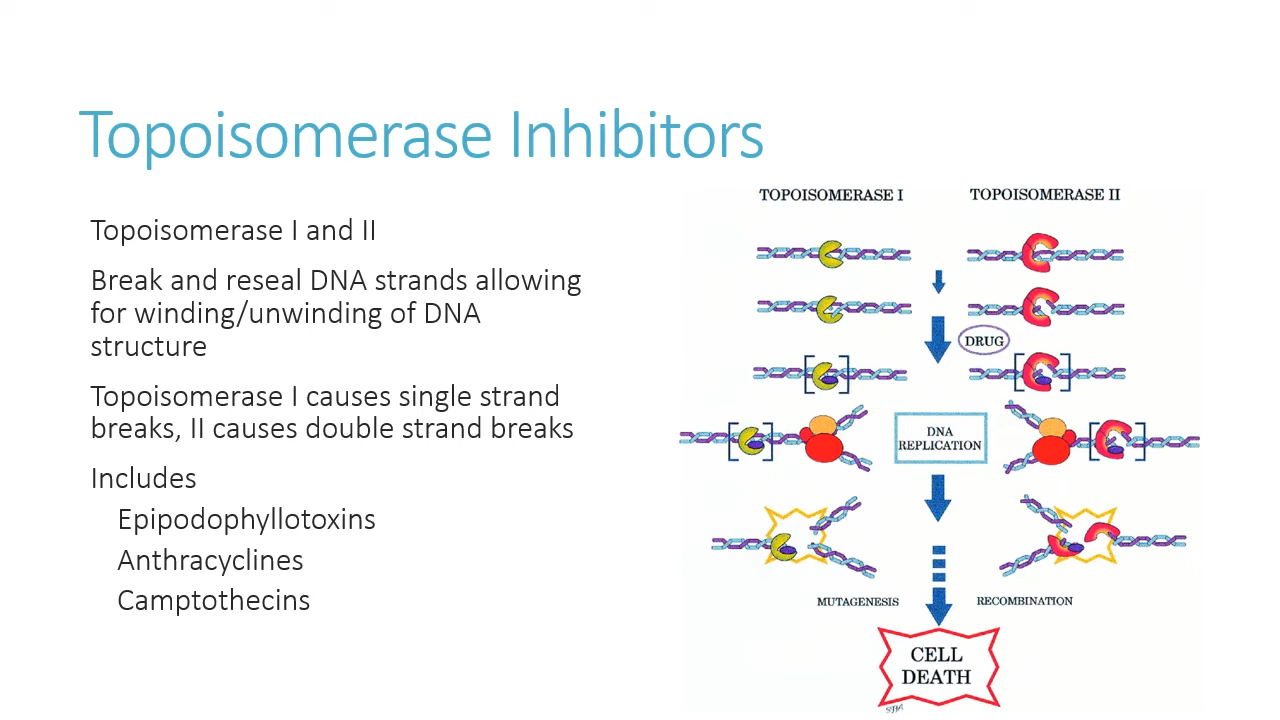 Topoisomerase Inhibitors
Topoisomerase I and II
Break and reseal DNA strands allowing
for winding/unwinding of DNA
structure
Topoisomerase I causes single strand
breaks, II causes double strand breaks
Includes
Epipodophyllotoxins
Anthracyclines
Camptothecins
TOPOISOMERASE I
TOPOISOMERASE II
DRUG
DNA
REPLICATION
MUTAGENESIS
RECOMBINATION
CELL
DEATH